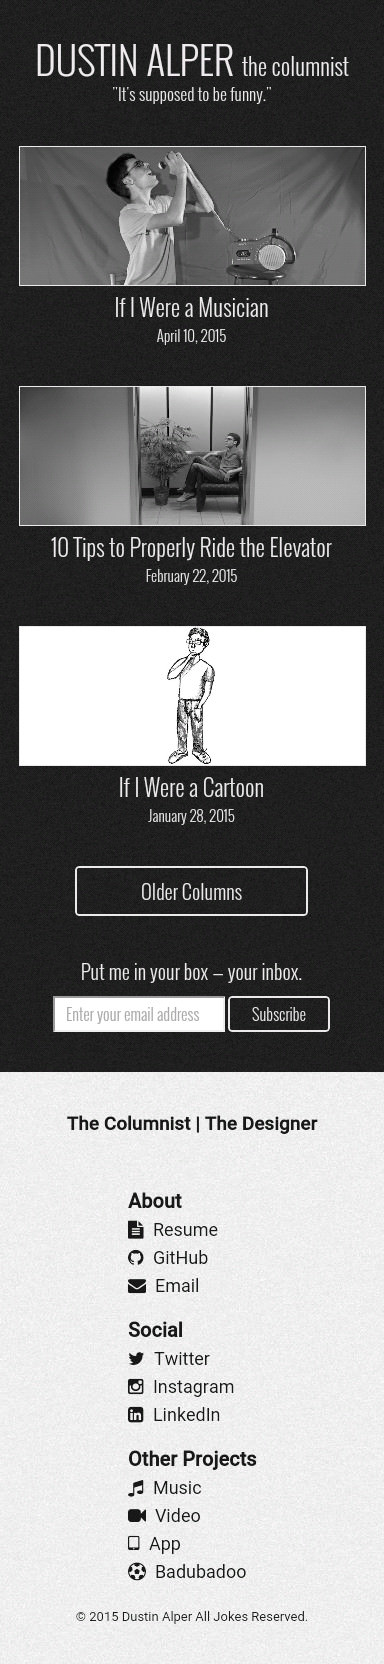 DUSTIN ALPER the columnist
"It's supposed to be funny."
If I Were a Musician
April 10, 2015
10 Tips to Properly Ride the Elevator
February 22, 2015
If I Were a Cartoon
January 28, 2015
Older Columns
Put me in your box – your inbox.
Enter your email address Subscribe
The Columnist | The Designer
About
Resume
GitHub
Email
Social
Twitter
Instagram
LinkedIn
Other Projects
Music
Video
App
Badubadoo
© 2015 Dustin Alper All Jokes Reserved.